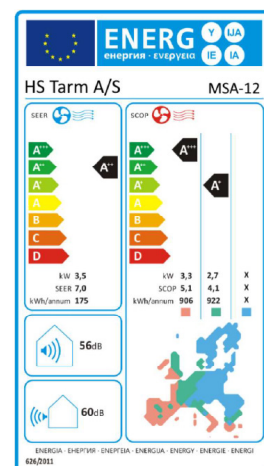 ENERG Y IJA
енергия · ενεργεια IE IA
HS Tarm A/S MSA-12
SEER SCOP
A+++ A+++ A+++
A++ A++ A++
A+ A+ A+
A A
B B
C C
D D
kW 3,5 kW 3,3 2,7 X
SEER 7,0 SCOP 5,1 4,1 X
kWh/annum 175 kWh/annum 906 922 X
56dB
60dB
ENERGIA · ЕНЕРГИЯ · ΕΝΕΡΓΕΙΑ · ENERGIJA · ENERGY · ENERGIE · ENERGI
626/2011